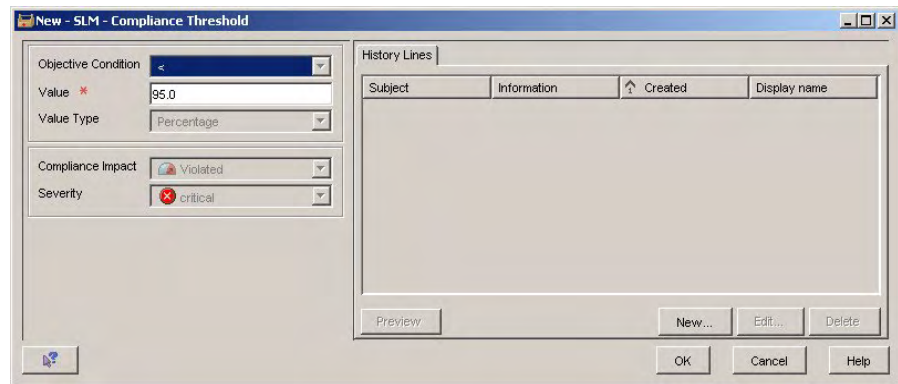 New - SLM - Compliance Threshold
Objective Condition <
Value * 95.0
Value Type Percentage
Compliance Impact Violated
Severity critical
History Lines
Subject Information 1 Created Display name
Preview New... Edit... Delete
? OK Cancel Help